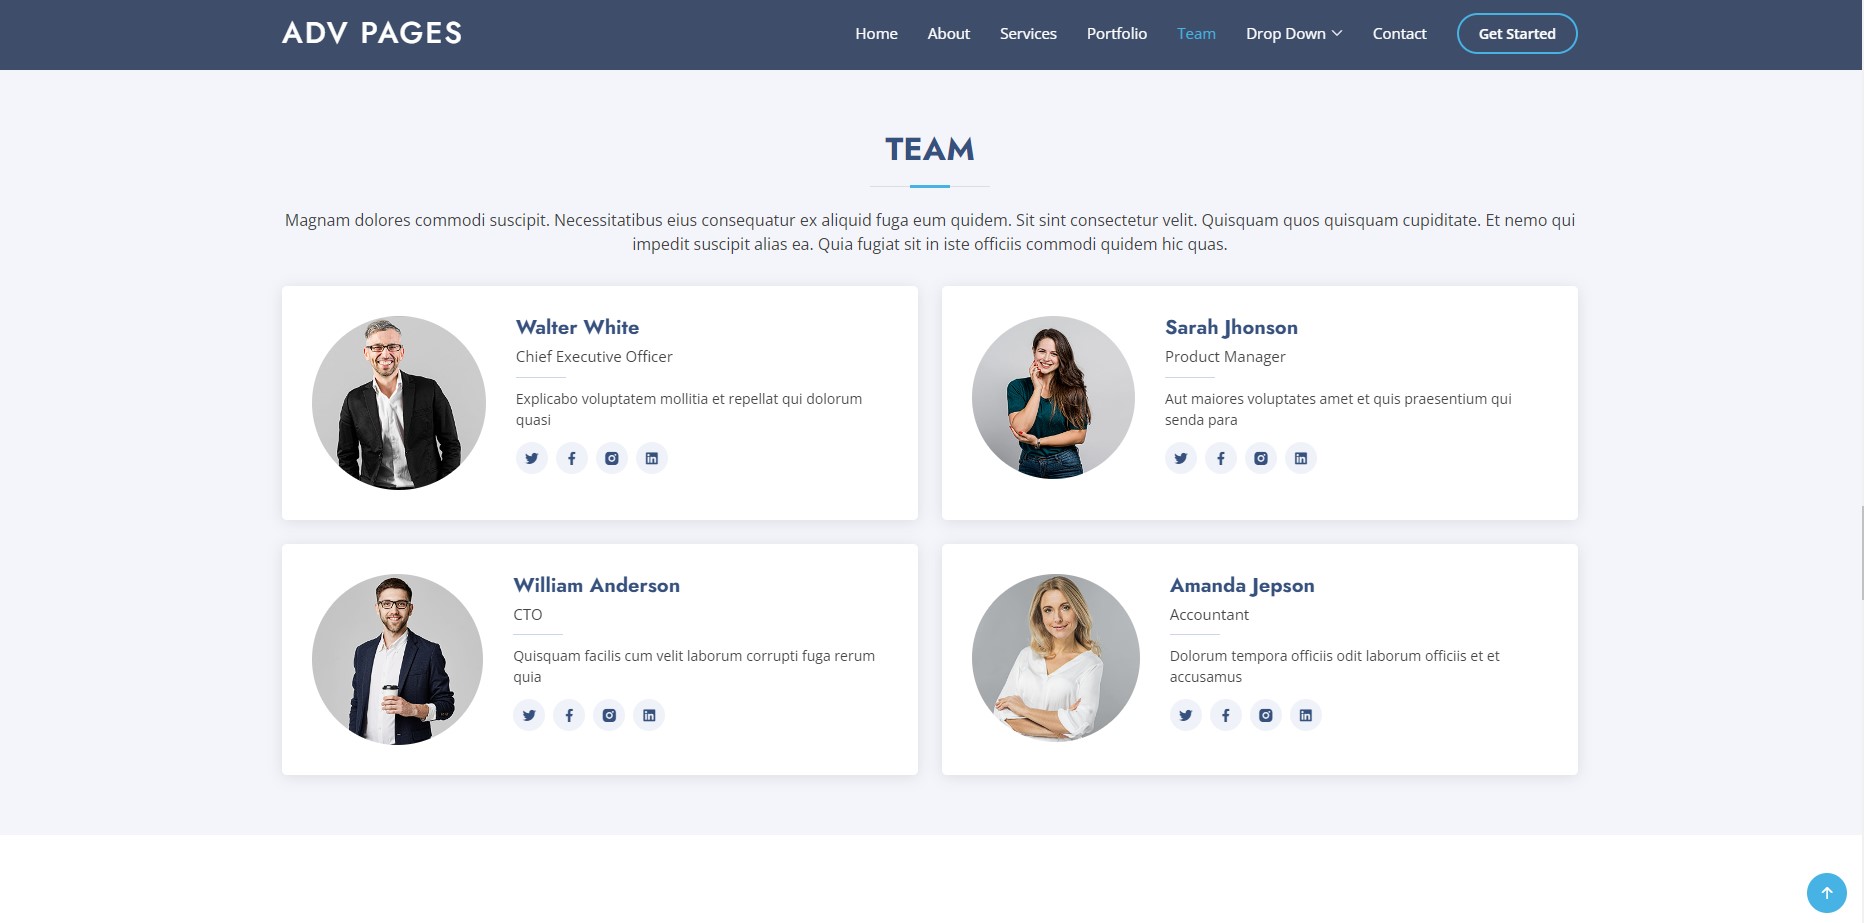 ADV PAGES
Home About Services Portfolio Team Drop Down Contact Get Started
TEAM
Magnam dolores commodi suscipit. Necessitatibus eius consequatur ex aliquid fuga eum quidem. Sit sint consectetur velit. Quisquam quos quisquam cupiditate. Et nemo qui
impedit suscipit alias ea. Quia fugiat sit in iste officiis commodi quidem hic quas.
Walter White
Chief Executive Officer
Explicabo voluptatem mollitia et repellat qui dolorum
quasi
Sarah Jhonson
Product Manager
Aut maiores voluptates amet et quis praesentium qui
senda para
William Anderson
CTO
Quisquam facilis cum velit laborum corrupti fuga rerum
quia
Amanda Jepson
Accountant
Dolorum tempora officiis odit laborum officiis et et
accusamus